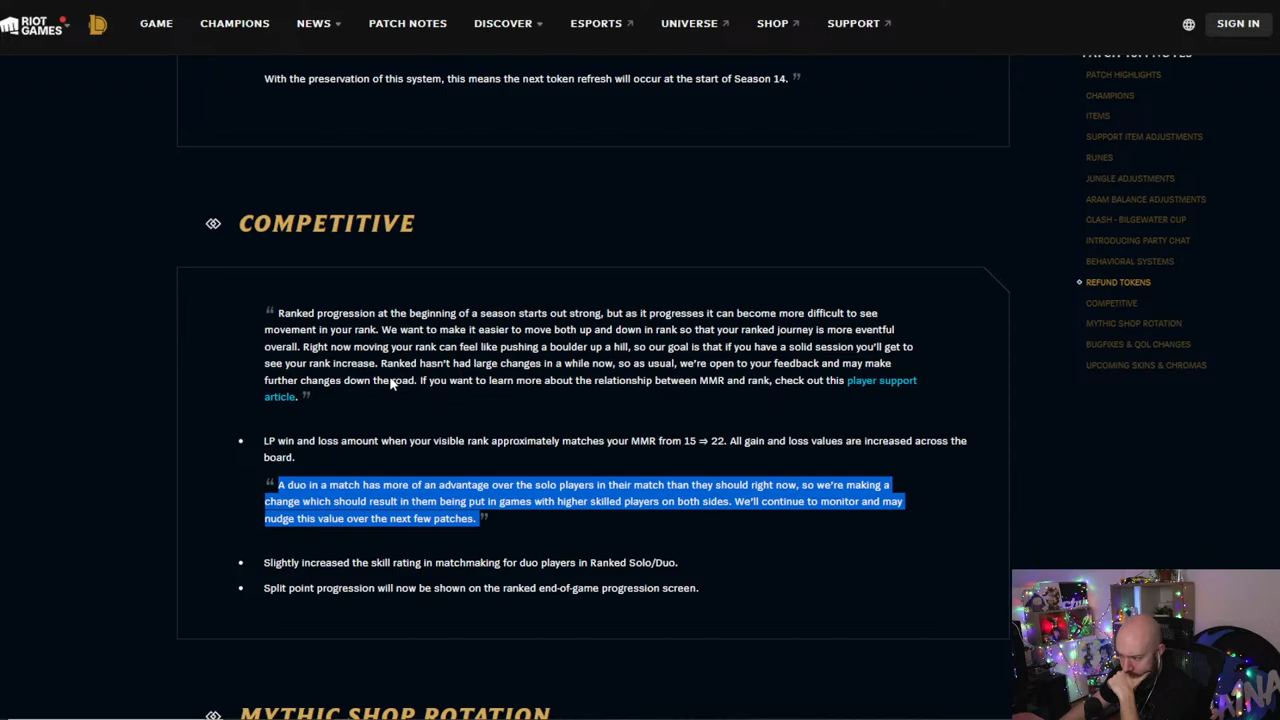 RIOT GAMES
GAME
CHAMPIONS
NEWS
PATCH NOTES
DISCOVER
ESPORTS
UNIVERSE
SHOP
SUPPORT
SIGN IN
With the preservation of this system, this means the next token refresh will occur at the start of Season 14. ”
COMPETITIVE
“ Ranked progression at the beginning of a season starts out strong, but as it progresses it can become more difficult to see
movement in your rank. We want to make it easier to move both up and down in rank so that your ranked journey is more eventful
overall. Right now moving your rank can feel like pushing a boulder up a hill, so our goal is that if you have a solid session you'll get to
see your rank increase. Ranked hasn't had large changes in a while now, so as usual, we're open to your feedback and may make
further changes down the road. If you want to learn more about the relationship between MMR and rank, check out this player support
article. ”
• LP win and loss amount when your visible rank approximately matches your MMR from 15 ⇒ 22. All gain and loss values are increased across the
board.
“ A duo in a match has more of an advantage over the solo players in their match than they should right now, so we're making a
change which should result in them being put in games with higher skilled players on both sides. We'll continue to monitor and may
nudge this value over the next few patches. ”
• Slightly increased the skill rating in matchmaking for duo players in Ranked Solo/Duo.
• Split point progression will now be shown on the ranked end-of-game progression screen.
MYTHIC SHOP ROTATION
PATCH HIGHLIGHTS
CHAMPIONS
ITEMS
SUPPORT ITEM ADJUSTMENTS
RUNES
JUNGLE ADJUSTMENTS
ARAM BALANCE ADJUSTMENTS
CLASH - BILGEWATER CUP
INTRODUCING PARTY CHAT
BEHAVIORAL SYSTEMS
REFUND TOKENS
COMPETITIVE
MYTHIC SHOP ROTATION
BUGFIXES & QOL CHANGES
UPCOMING SKINS & CHROMAS